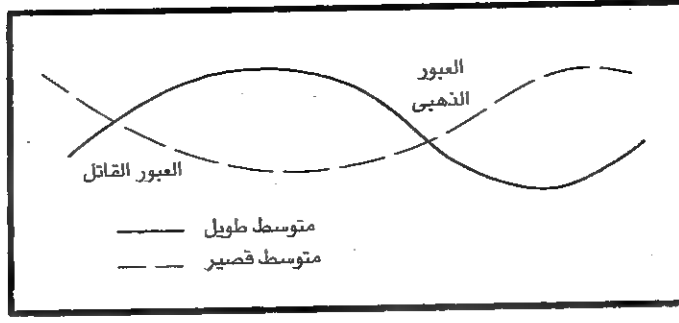 العبور
الذهبى
العبور القاتل
متوسط طويل
متوسط قصير